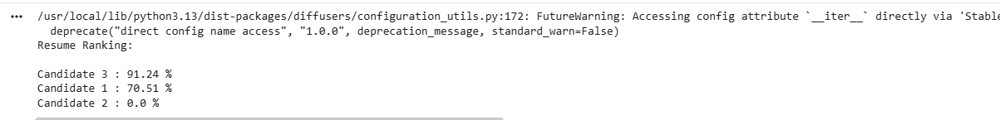 /usr/local/lib/python3.13/dist-packages/diffusers/configuration_utils.py:172: FutureWarning: Accessing config attribute `__iter__` directly via 'Stable
deprecate("direct config name access", "1.0.0", deprecation_message, standard_warn=False)
Resume Ranking:
Candidate 3 : 91.24 %
Candidate 1 : 70.51 %
Candidate 2 : 0.0 %